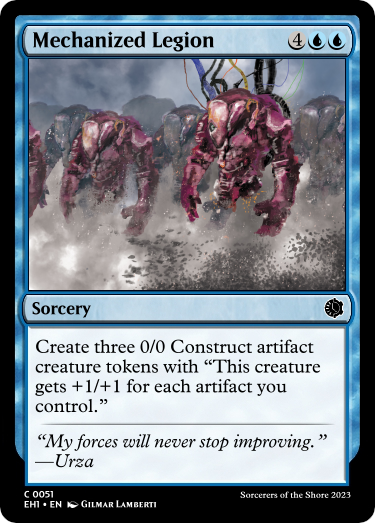 Mechanized Legion 4
Sorcery
Create three 0/0 Construct artifact
creature tokens with “This creature
gets +1/+1 for each artifact you
control.”
“My forces will never stop improving.”
—Urza
C 0051
EH1 • EN Gilmar Lamberti
Sorcerers of the Shore 2023